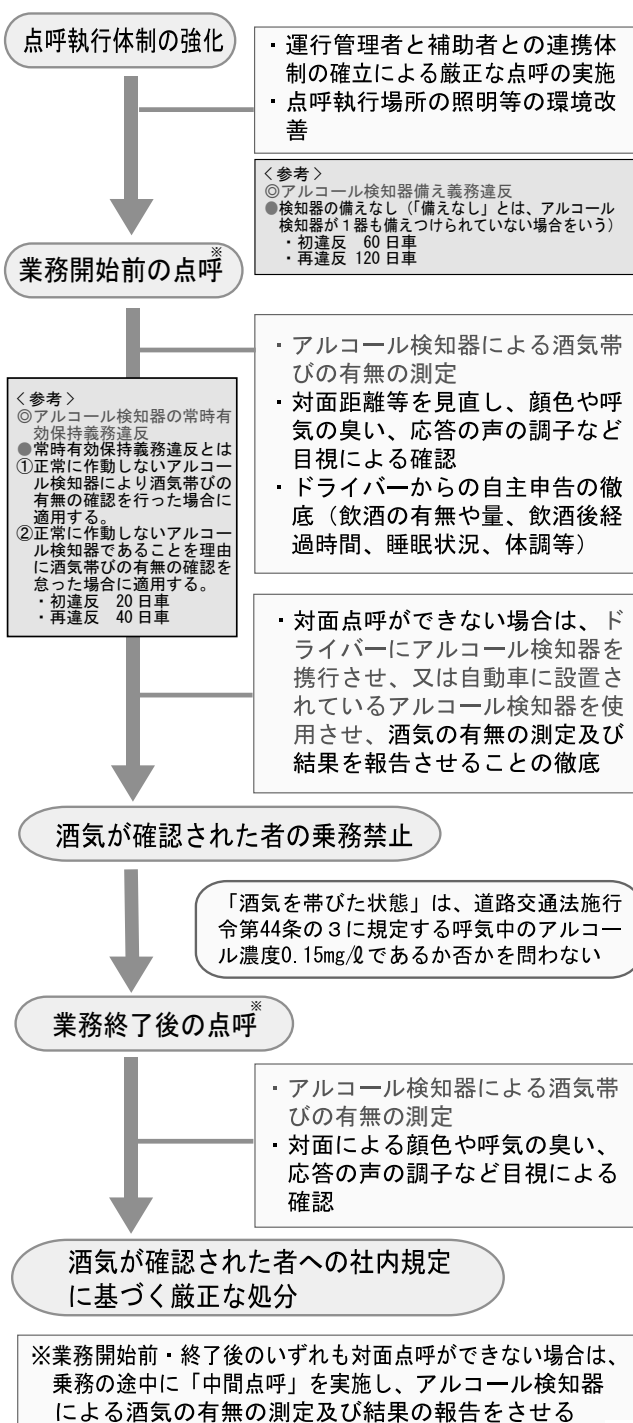 点呼執行体制の強化
・運行管理者と補助者との連携体
制の確立による厳正な点呼の実施
・点呼執行場所の照明等の環境改
善
<参考>
◎アルコール検知器備え義務違反
●検知器の備えなし(「備えなし」とは、アルコール
検知器が1器も備えつけられていない場合をいう)
・初違反 60日車
・再違反 120日車
業務開始前の点呼※
・アルコール検知器による酒気帯
びの有無の測定
・対面距離等を見直し、顔色や呼
気の臭い、応答の声の調子など
目視による確認
・ドライバーからの自主申告の徹
底(飲酒の有無や量、飲酒後経
過時間、睡眠状況、体調等)
<参考>
◎アルコール検知器の常時有
効保持義務違反
●常時有効保持義務違反とは
①正常に作動しないアルコー
ル検知器により酒気帯びの
有無の確認を行った場合に
適用する。
②正常に作動しないアルコー
ル検知器であることを理由
に酒気帯びの有無の確認を
怠った場合に適用する。
・初違反 20日車
・再違反 40日車
・対面点呼ができない場合は、ド
ライバーにアルコール検知器を
携行させ、又は自動車に設置さ
れているアルコール検知器を使
用させ、酒気の有無の測定及び
結果を報告させることの徹底
酒気が確認された者の乗務禁止
「酒気を帯びた状態」は、道路交通法施行
令第44条の3に規定する呼気中のアルコー
ル濃度0.15mg/ℓであるか否かを問わない
業務終了後の点呼※
・アルコール検知器による酒気帯
びの有無の測定
・対面による顔色や呼気の臭い、
応答の声の調子など目視による
確認
酒気が確認された者への社内規定
に基づく厳正な処分
※業務開始前・終了後のいずれも対面点呼ができない場合は、
乗務の途中に「中間点呼」を実施し、アルコール検知器
による酒気の有無の測定及び結果の報告をさせる